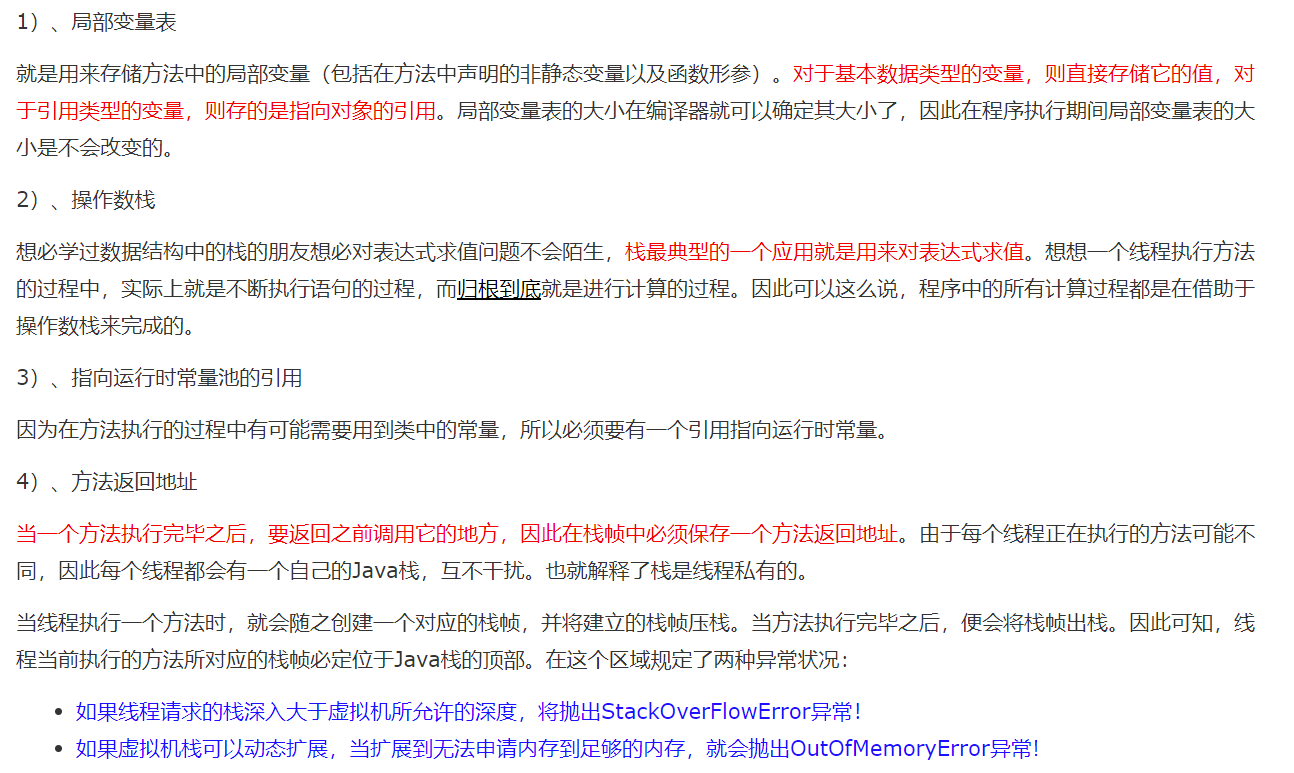 1）、局部变量表
就是用来存储方法中的局部变量（包括在方法中声明的非静态变量以及函数形参）。对于基本数据类型的变量，则直接存储它的值，对
于引用类型的变量，则存的是指向对象的引用。局部变量表的大小在编译器就可以确定其大小了，因此在程序执行期间局部变量表的大
小是不会改变的。
2）、操作数栈
想必学过数据结构中的栈的朋友想必对表达式求值问题不会陌生，栈最典型的一个应用就是用来对表达式求值。想想一个线程执行方法
的过程中，实际上就是不断执行语句的过程，而归根到底就是进行计算的过程。因此可以这么说，程序中的所有计算过程都是在借助于
操作数栈来完成的。
3）、指向运行时常量池的引用
因为在方法执行的过程中有可能需要用到类中的常量，所以必须要有一个引用指向运行时常量。
4）、方法返回地址
当一个方法执行完毕之后，要返回之前调用它的地方，因此在栈帧中必须保存一个方法返回地址。由于每个线程正在执行的方法可能不
同，因此每个线程都会有一个自己的Java栈，互不干扰。也就解释了栈是线程私有的。
当线程执行一个方法时，就会随之创建一个对应的栈帧，并将建立的栈帧压栈。当方法执行完毕之后，便会将栈帧出栈。因此可知，线
程当前执行的方法所对应的栈帧必定位于Java栈的顶部。在这个区域规定了两种异常状况：
• 如果线程请求的栈深入大于虚拟机所允许的深度，将抛出StackOverFlowError异常！
• 如果虚拟机栈可以动态扩展，当扩展到无法申请内存到足够的内存，就会抛出OutOfMemoryError异常！